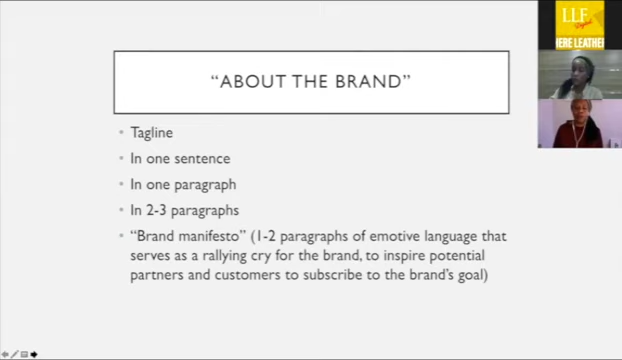 "ABOUT THE BRAND"
Tagline
In one sentence
In one paragraph
In 2-3 paragraphs
"Brand manifesto" (1-2 paragraphs of emotive language that
serves as a rallying cry for the brand, to inspire potential
partners and customers to subscribe to the brand's goal)
LLF
HERE LEATHER